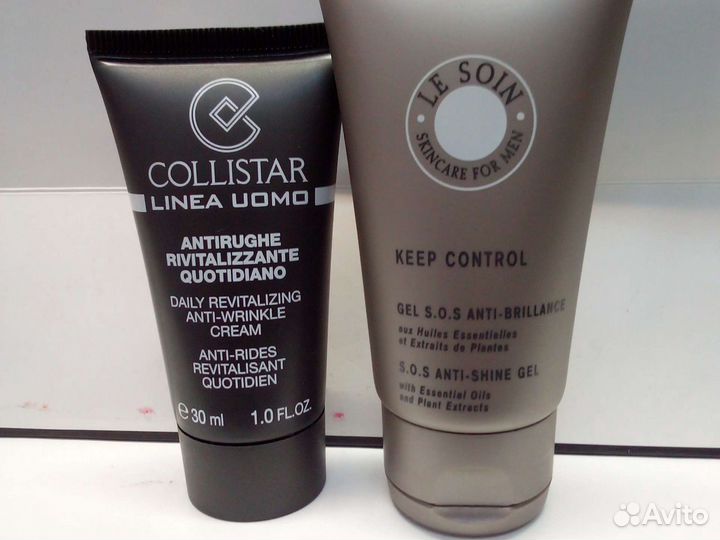 COLLISTAR
LINEA UOMO
ANTIRUGHE
RIVITALIZZANTE
QUOTIDIANO
DAILY REVITALIZING
ANTI-WRINKLE
CREAM
ANTI-RIDES
REVITALISANT
QUOTIDIEN
e 30 ml 1.0 FL.OZ.
LE SOIN
SKINCARE FOR MEN
KEEP CONTROL
GEL S.O.S ANTI-BRILLANCE
aux Huiles Essentielles
et Extraits de Plantes
S.O.S ANTI-SHINE GEL
with Essential Oils
and Plant Extracts
Avito